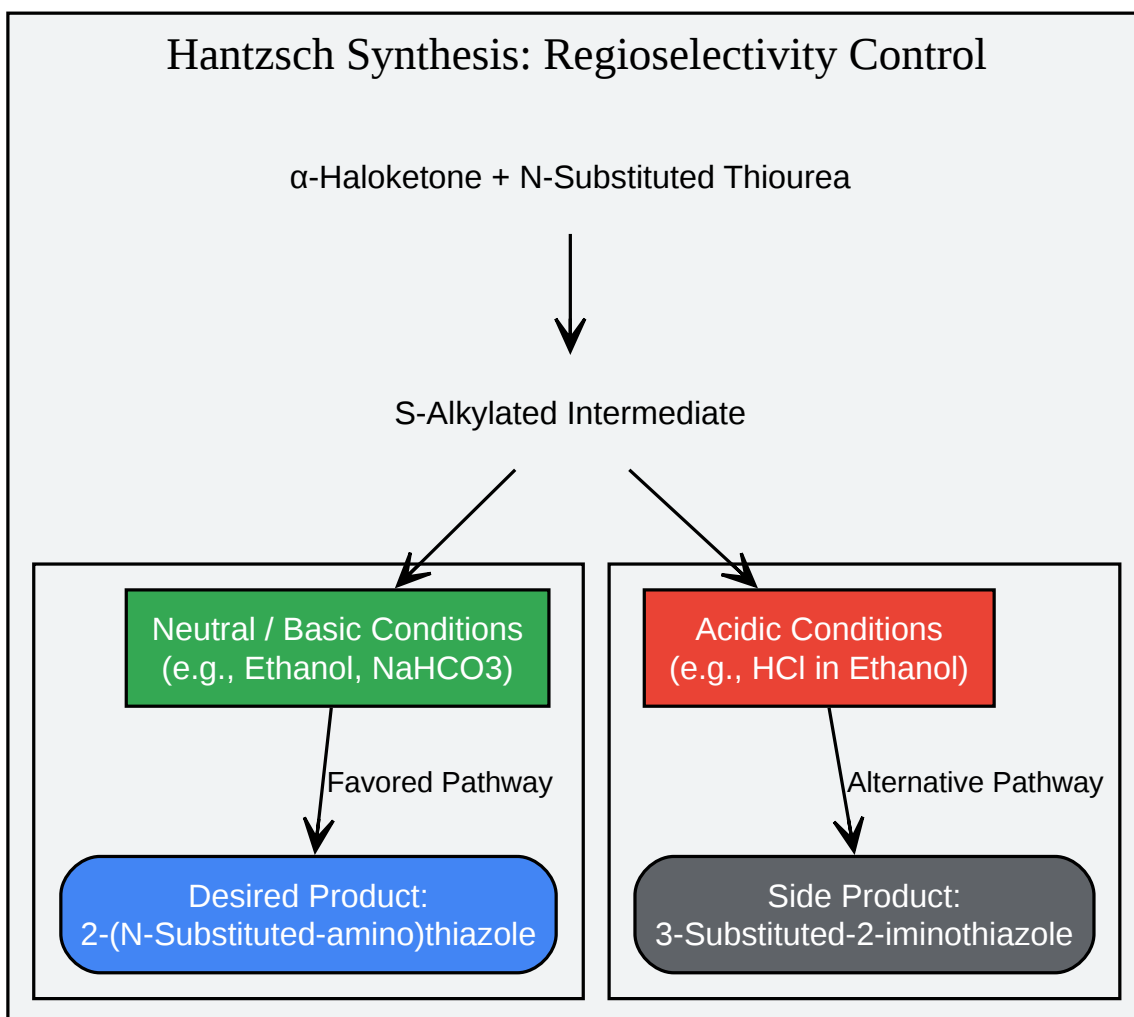 Hantzsch Synthesis: Regioselectivity Control
α-Haloketone + N-Substituted Thiourea
S-Alkylated Intermediate
Neutral / Basic Conditions
(e.g., Ethanol, NaHCO3)
Favored Pathway
Desired Product:
2-(N-Substituted-amino)thiazole
Acidic Conditions
(e.g., HCl in Ethanol)
Alternative Pathway
Side Product:
3-Substituted-2-iminothiazole